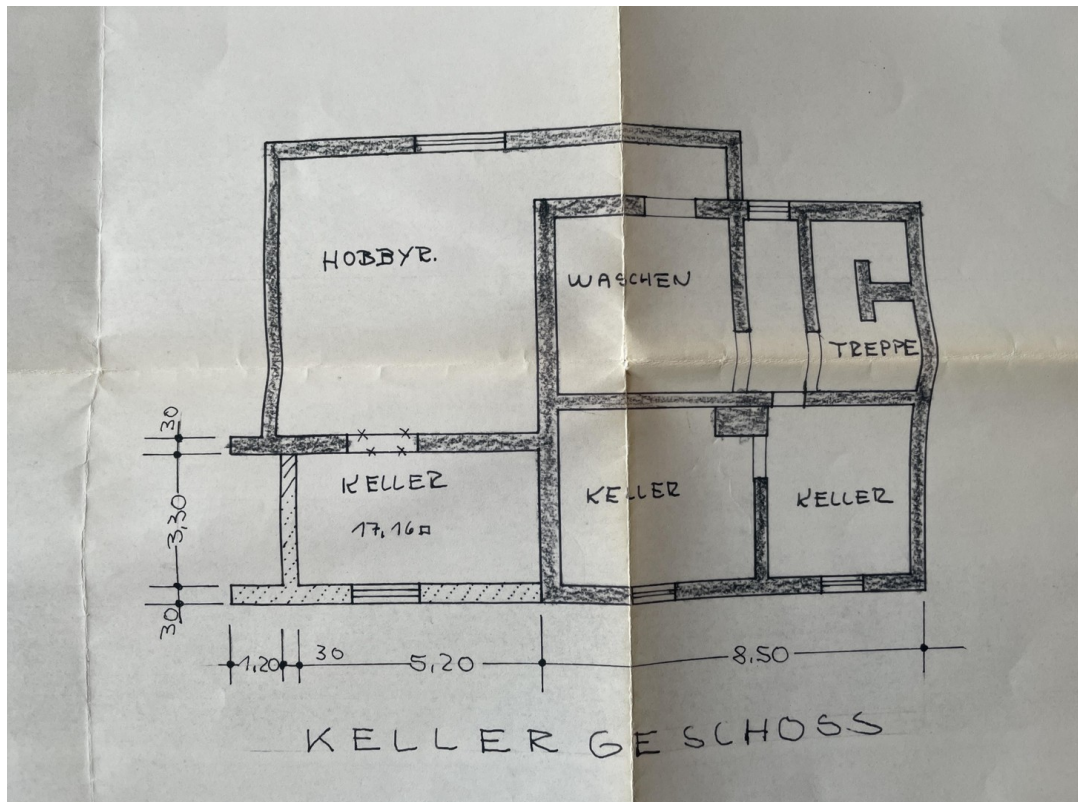 HOBBYR.
WASCHEN
TREPPE
KELLER
17,16□
KELLER
KELLER
30
3,30
30
1,20
30
5,20
8,50
KELLERGESCHOSS